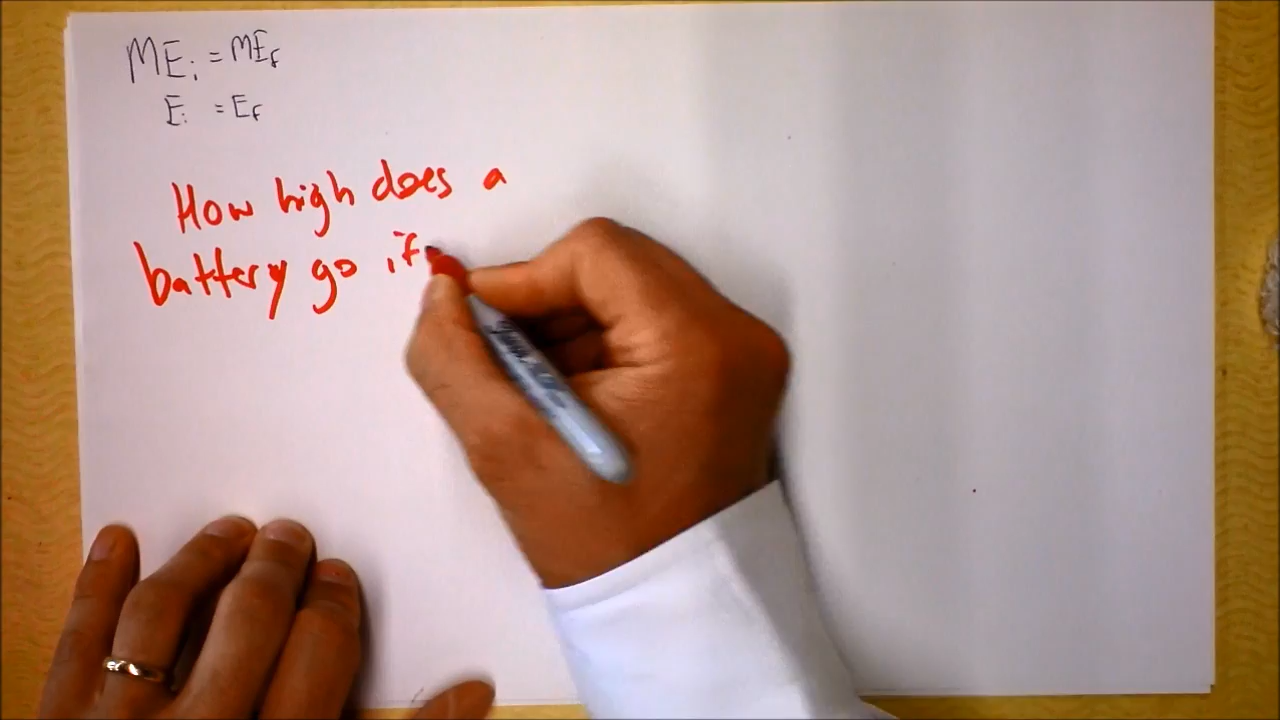 MEi = MEf
Ei = Ef
How high does a
battery go if